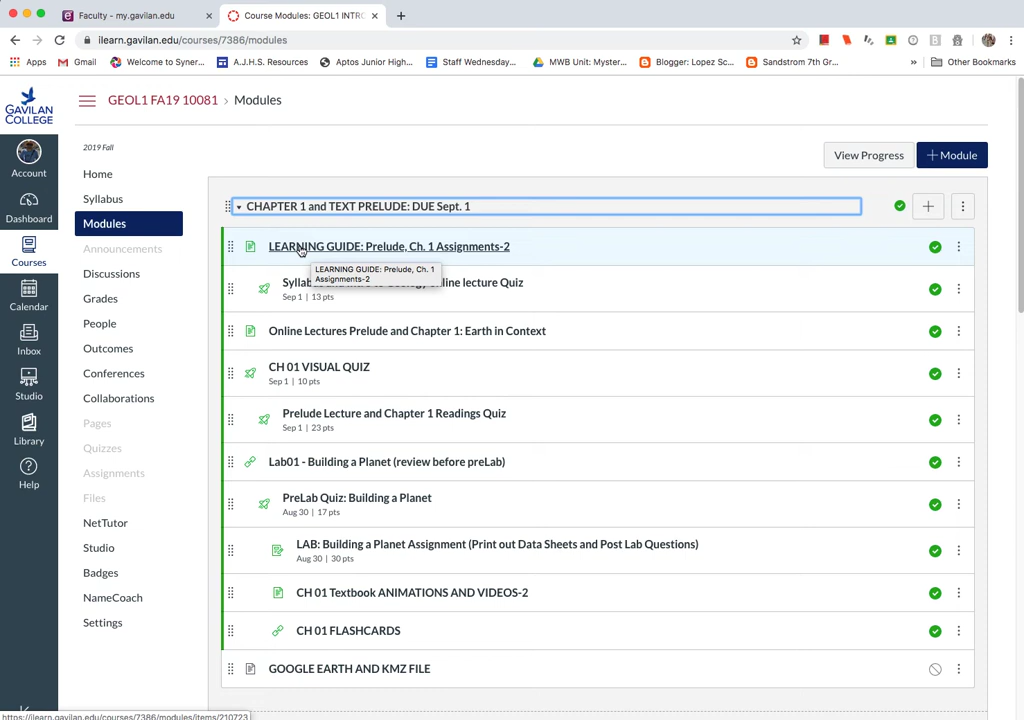 Faculty - my.gavilan.edu
Course Modules: GEOL1 INTRO
ilearn.gavilan.edu/courses/7386/modules
Apps
Gmail
Welcome to Syner...
A.J.H.S. Resources
Aptos Junior High...
Staff Wednesday...
MWB Unit: Myster...
Blogger: Lopez Sc...
Sandstrom 7th Gr...
»
Other Bookmarks
GAVILAN
COLLEGE
GEOL1 FA19 10081 › Modules
Account
Dashboard
Courses
Calendar
Inbox
Studio
Library
Help
2019 Fall
Home
Syllabus
Modules
Announcements
Discussions
Grades
People
Outcomes
Conferences
Collaborations
Pages
Quizzes
Assignments
Files
NetTutor
Studio
Badges
NameCoach
Settings
View Progress
+ Module
CHAPTER 1 and TEXT PRELUDE: DUE Sept. 1
LEARNING GUIDE: Prelude, Ch. 1 Assignments-2
LEARNING GUIDE: Prelude, Ch. 1
Assignments-2
Syllabus and Intro to Geology online lecture Quiz
Sep 1 | 13 pts
Online Lectures Prelude and Chapter 1: Earth in Context
CH 01 VISUAL QUIZ
Sep 1 | 10 pts
Prelude Lecture and Chapter 1 Readings Quiz
Sep 1 | 23 pts
Lab01 - Building a Planet (review before preLab)
PreLab Quiz: Building a Planet
Aug 30 | 17 pts
LAB: Building a Planet Assignment (Print out Data Sheets and Post Lab Questions)
Aug 30 | 30 pts
CH 01 Textbook ANIMATIONS AND VIDEOS-2
CH 01 FLASHCARDS
GOOGLE EARTH AND KMZ FILE
https://ilearn.gavilan.edu/courses/7386/modules/items/210723